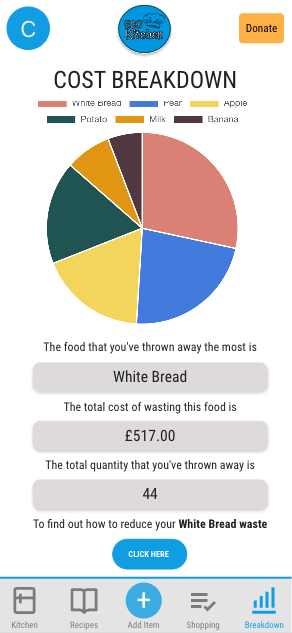 C
Eco
Kitchen
Donate
COST BREAKDOWN
White Bread Pear Apple
Potato Milk Banana
The food that you've thrown away the most is
White Bread
The total cost of wasting this food is
£517.00
The total quantity that you've thrown away is
44
To find out how to reduce your White Bread waste
CLICK HERE
Kitchen Recipes Add Item Shopping Breakdown